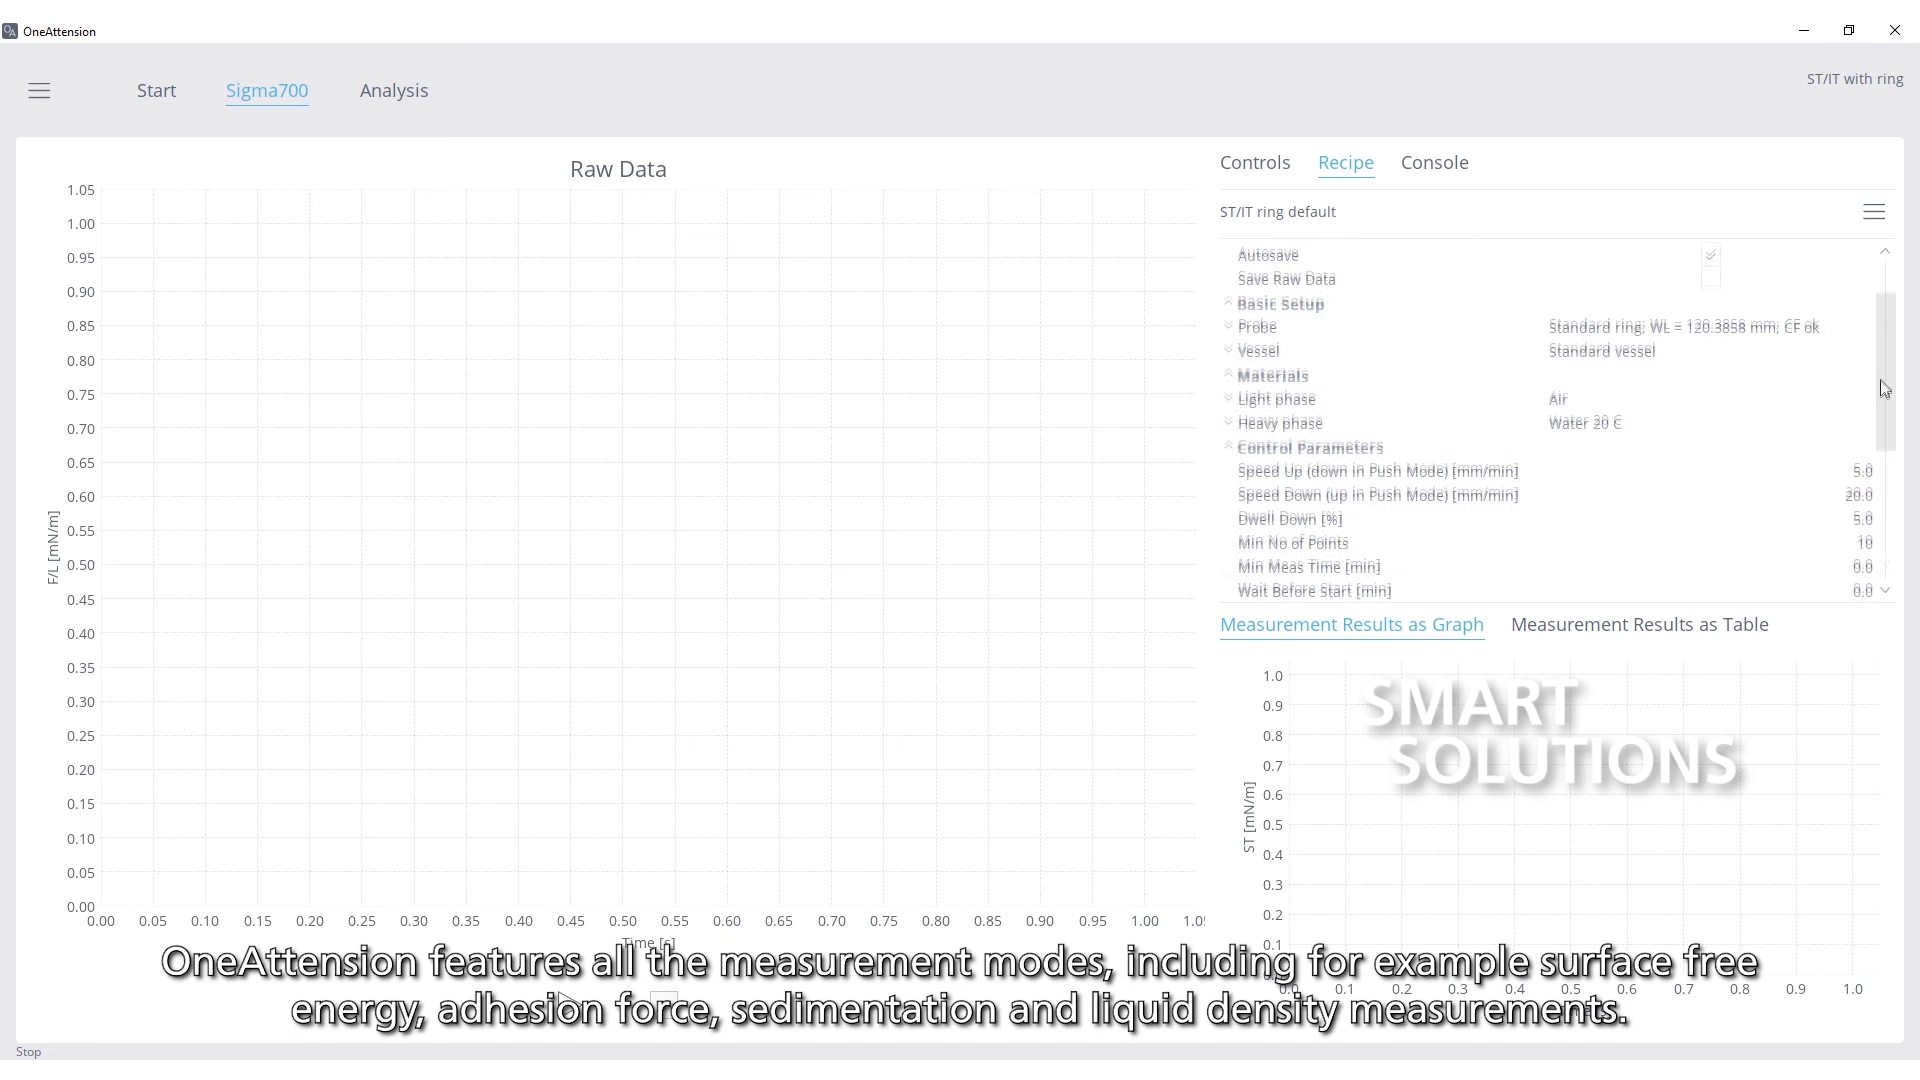 OneAttension
Start Sigma700 Analysis
ST/IT with ring
Raw Data
1.05
1.00
0.95
0.90
0.85
0.80
0.75
0.70
0.65
0.60
0.55
0.50
0.45
0.40
0.35
0.30
0.25
0.20
0.15
0.10
0.05
0.00
F/L [mN/m]
0.00 0.05 0.10 0.15 0.20 0.25 0.30 0.35 0.40 0.45 0.50 0.55 0.60 0.65 0.70 0.75 0.80 0.85 0.90 0.95 1.00
Time [s]
Controls Recipe Console
ST/IT ring default
Autosave
Save Raw Data
Basic Setup
Probe Standard ring; WL = 120.3858 mm; CF ok
Vessel Standard vessel
Materials
Light phase Air
Heavy phase Water 20 C
Control Parameters
Speed Up (down in Push Mode) [mm/min] 5.0
Speed Down (up in Push Mode) [mm/min] 20.0
Dwell Down [%] 5.0
Min No of Points 10
Min Meas Time [min] 0.0
Wait Before Start [min] 0.0
Measurement Results as Graph Measurement Results as Table
1.0
0.9
0.8
0.7
0.6
0.5
0.4
0.3
0.2
0.1
ST [mN/m]
0.1 0.2 0.3 0.4 0.5 0.6 0.7 0.8 0.9 1.0
SMART
SOLUTIONS
OneAttension features all the measurement modes, including for example surface free
energy, adhesion force, sedimentation and liquid density measurements.
Stop